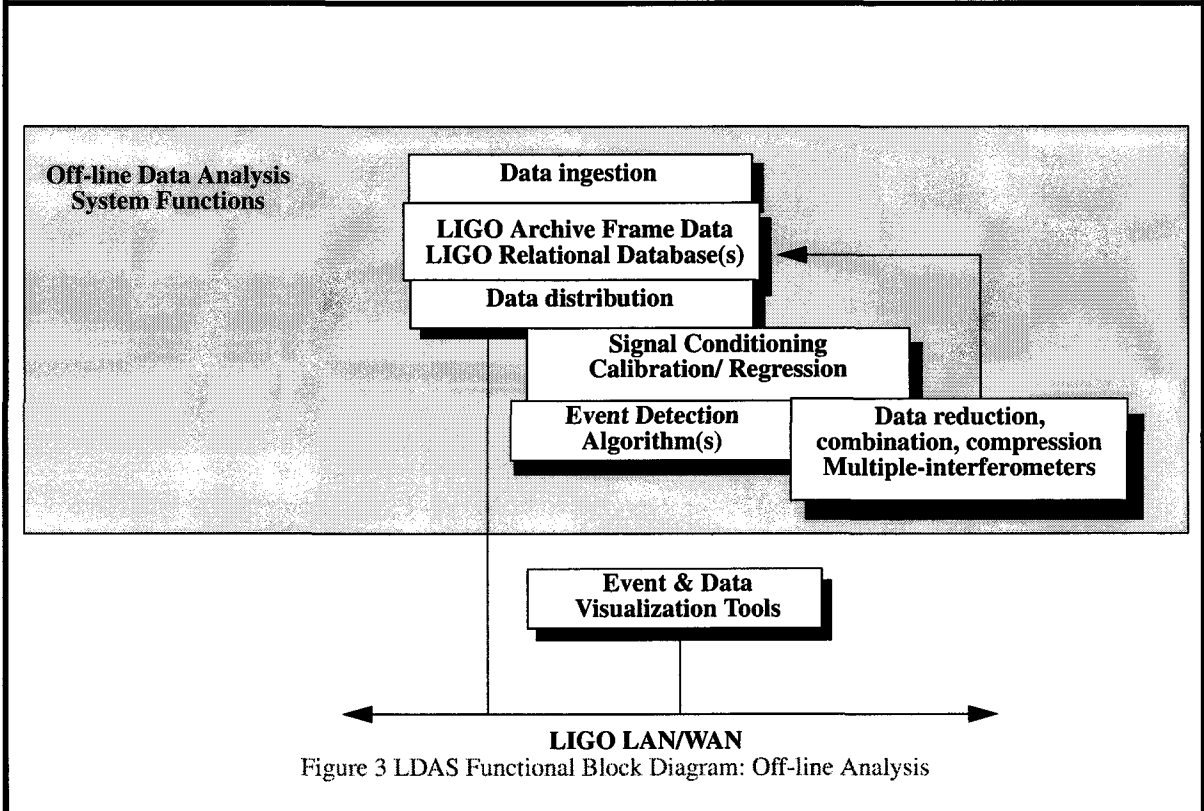 Off-line Data Analysis
System Functions
Data ingestion
LIGO Archive Frame Data
LIGO Relational Database(s)
Data distribution
Signal Conditioning
Calibration/ Regression
Event Detection
Algorithm(s)
Data reduction,
combination, compression
Multiple-interferometers
Event & Data
Visualization Tools
LIGO LAN/WAN
Figure 3 LDAS Functional Block Diagram: Off-line Analysis